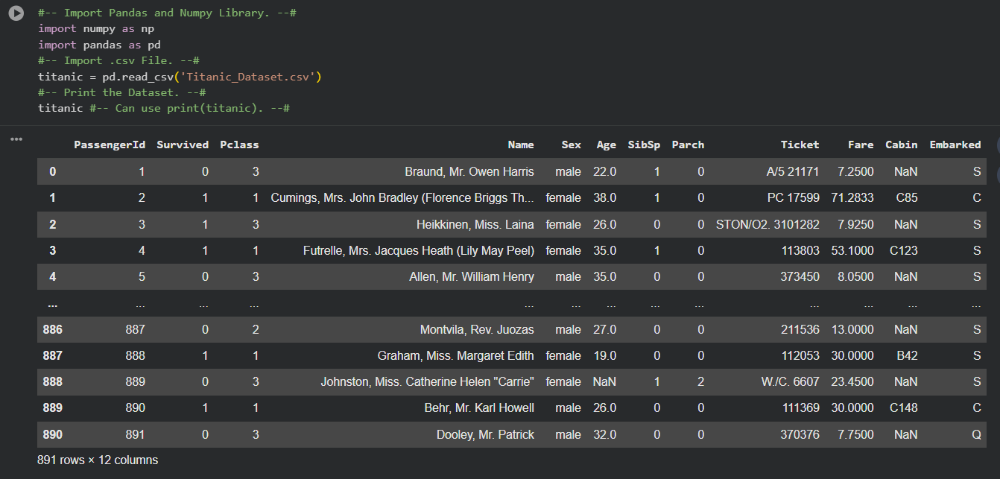 #-- Import Pandas and Numpy Library. --#
import numpy as np
import pandas as pd
#-- Import .csv File. --#
titanic = pd.read_csv('Titanic_Dataset.csv')
#-- Print the Dataset. --#
titanic #-- Can use print(titanic). --#
PassengerId Survived Pclass Name Sex Age SibSp Parch Ticket Fare Cabin Embarked
0 1 0 3 Braund, Mr. Owen Harris male 22.0 1 0 A/5 21171 7.2500 NaN S
1 2 1 1 Cumings, Mrs. John Bradley (Florence Briggs Th... female 38.0 1 0 PC 17599 71.2833 C85 C
2 3 1 3 Heikkinen, Miss. Laina female 26.0 0 0 STON/O2. 3101282 7.9250 NaN S
3 4 1 1 Futrelle, Mrs. Jacques Heath (Lily May Peel) female 35.0 1 0 113803 53.1000 C123 S
4 5 0 3 Allen, Mr. William Henry male 35.0 0 0 373450 8.0500 NaN S
... ... ... ... ... ... ... ... ... ... ... ... ...
886 887 0 2 Montvila, Rev. Juozas male 27.0 0 0 211536 13.0000 NaN S
887 888 1 1 Graham, Miss. Margaret Edith female 19.0 0 0 112053 30.0000 B42 S
888 889 0 3 Johnston, Miss. Catherine Helen "Carrie" female NaN 1 2 W./C. 6607 23.4500 NaN S
889 890 1 1 Behr, Mr. Karl Howell male 26.0 0 0 111369 30.0000 C148 C
890 891 0 3 Dooley, Mr. Patrick male 32.0 0 0 370376 7.7500 NaN Q
891 rows × 12 columns